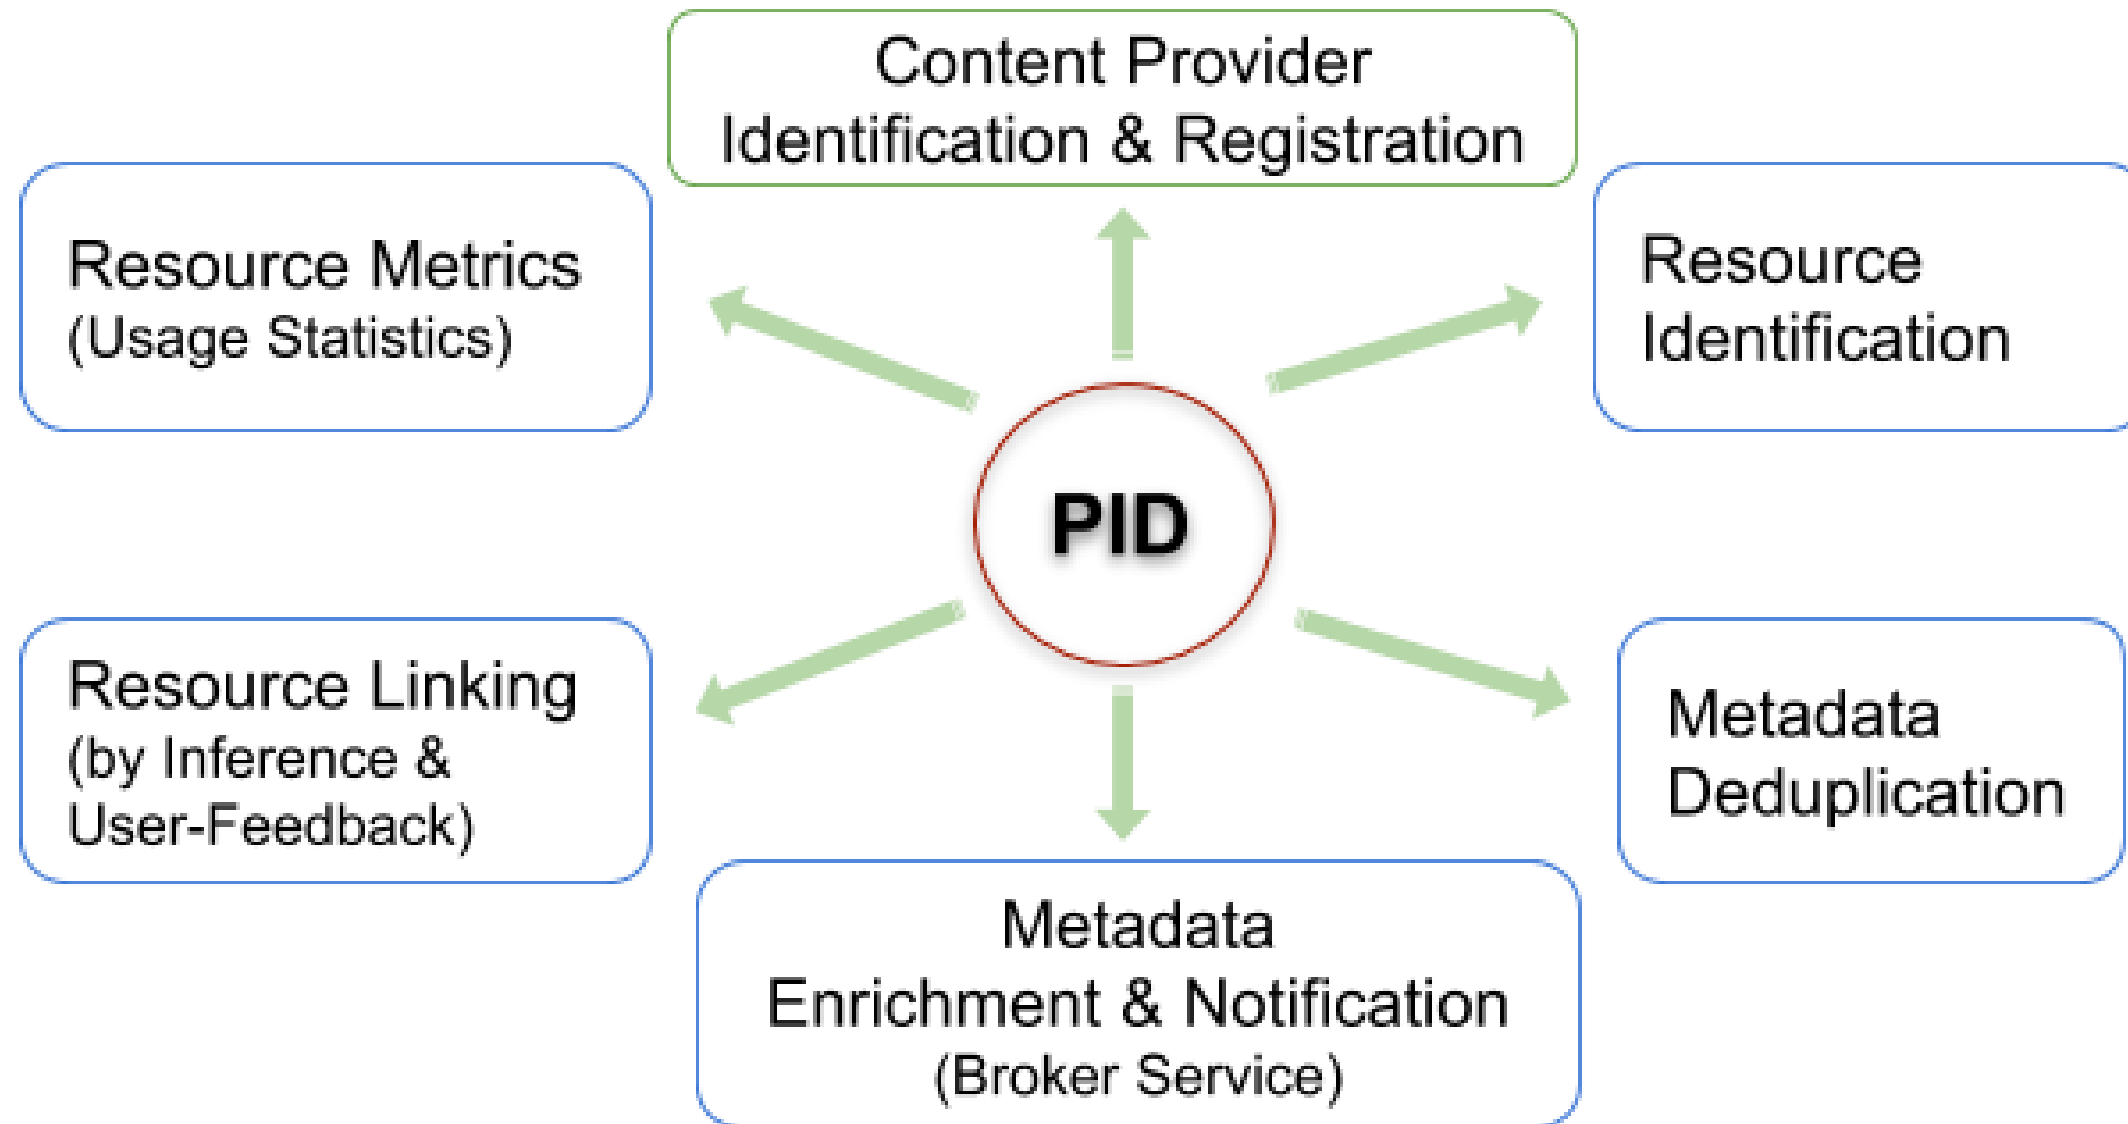 Content Provider
Identification & Registration
Resource Metrics
(Usage Statistics)
Resource
Identification
PID
Resource Linking
(by Inference &
User-Feedback)
Metadata
Deduplication
Metadata
Enrichment & Notification
(Broker Service)